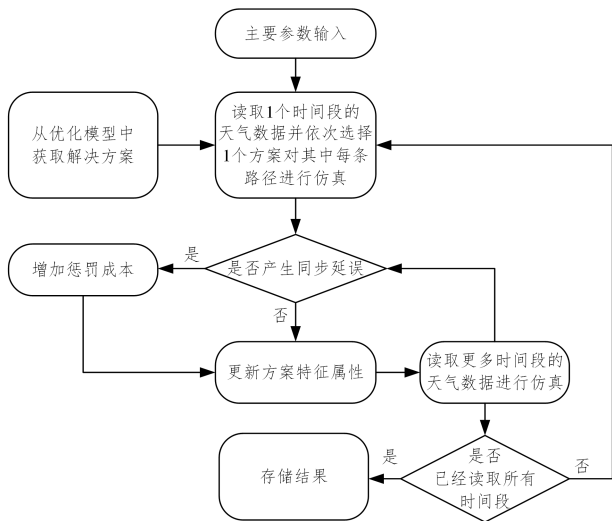 主要参数输入
读取1个时间段的
天气数据并依次选择
1个方案对其中每条
路径进行仿真
从优化模型中
获取解决方案
是否产生同步延误
是
增加惩罚成本
否
更新方案特征属性
读取更多时间段的
天气数据进行仿真
是否
已经读取所有
时间段
是
否
存储结果